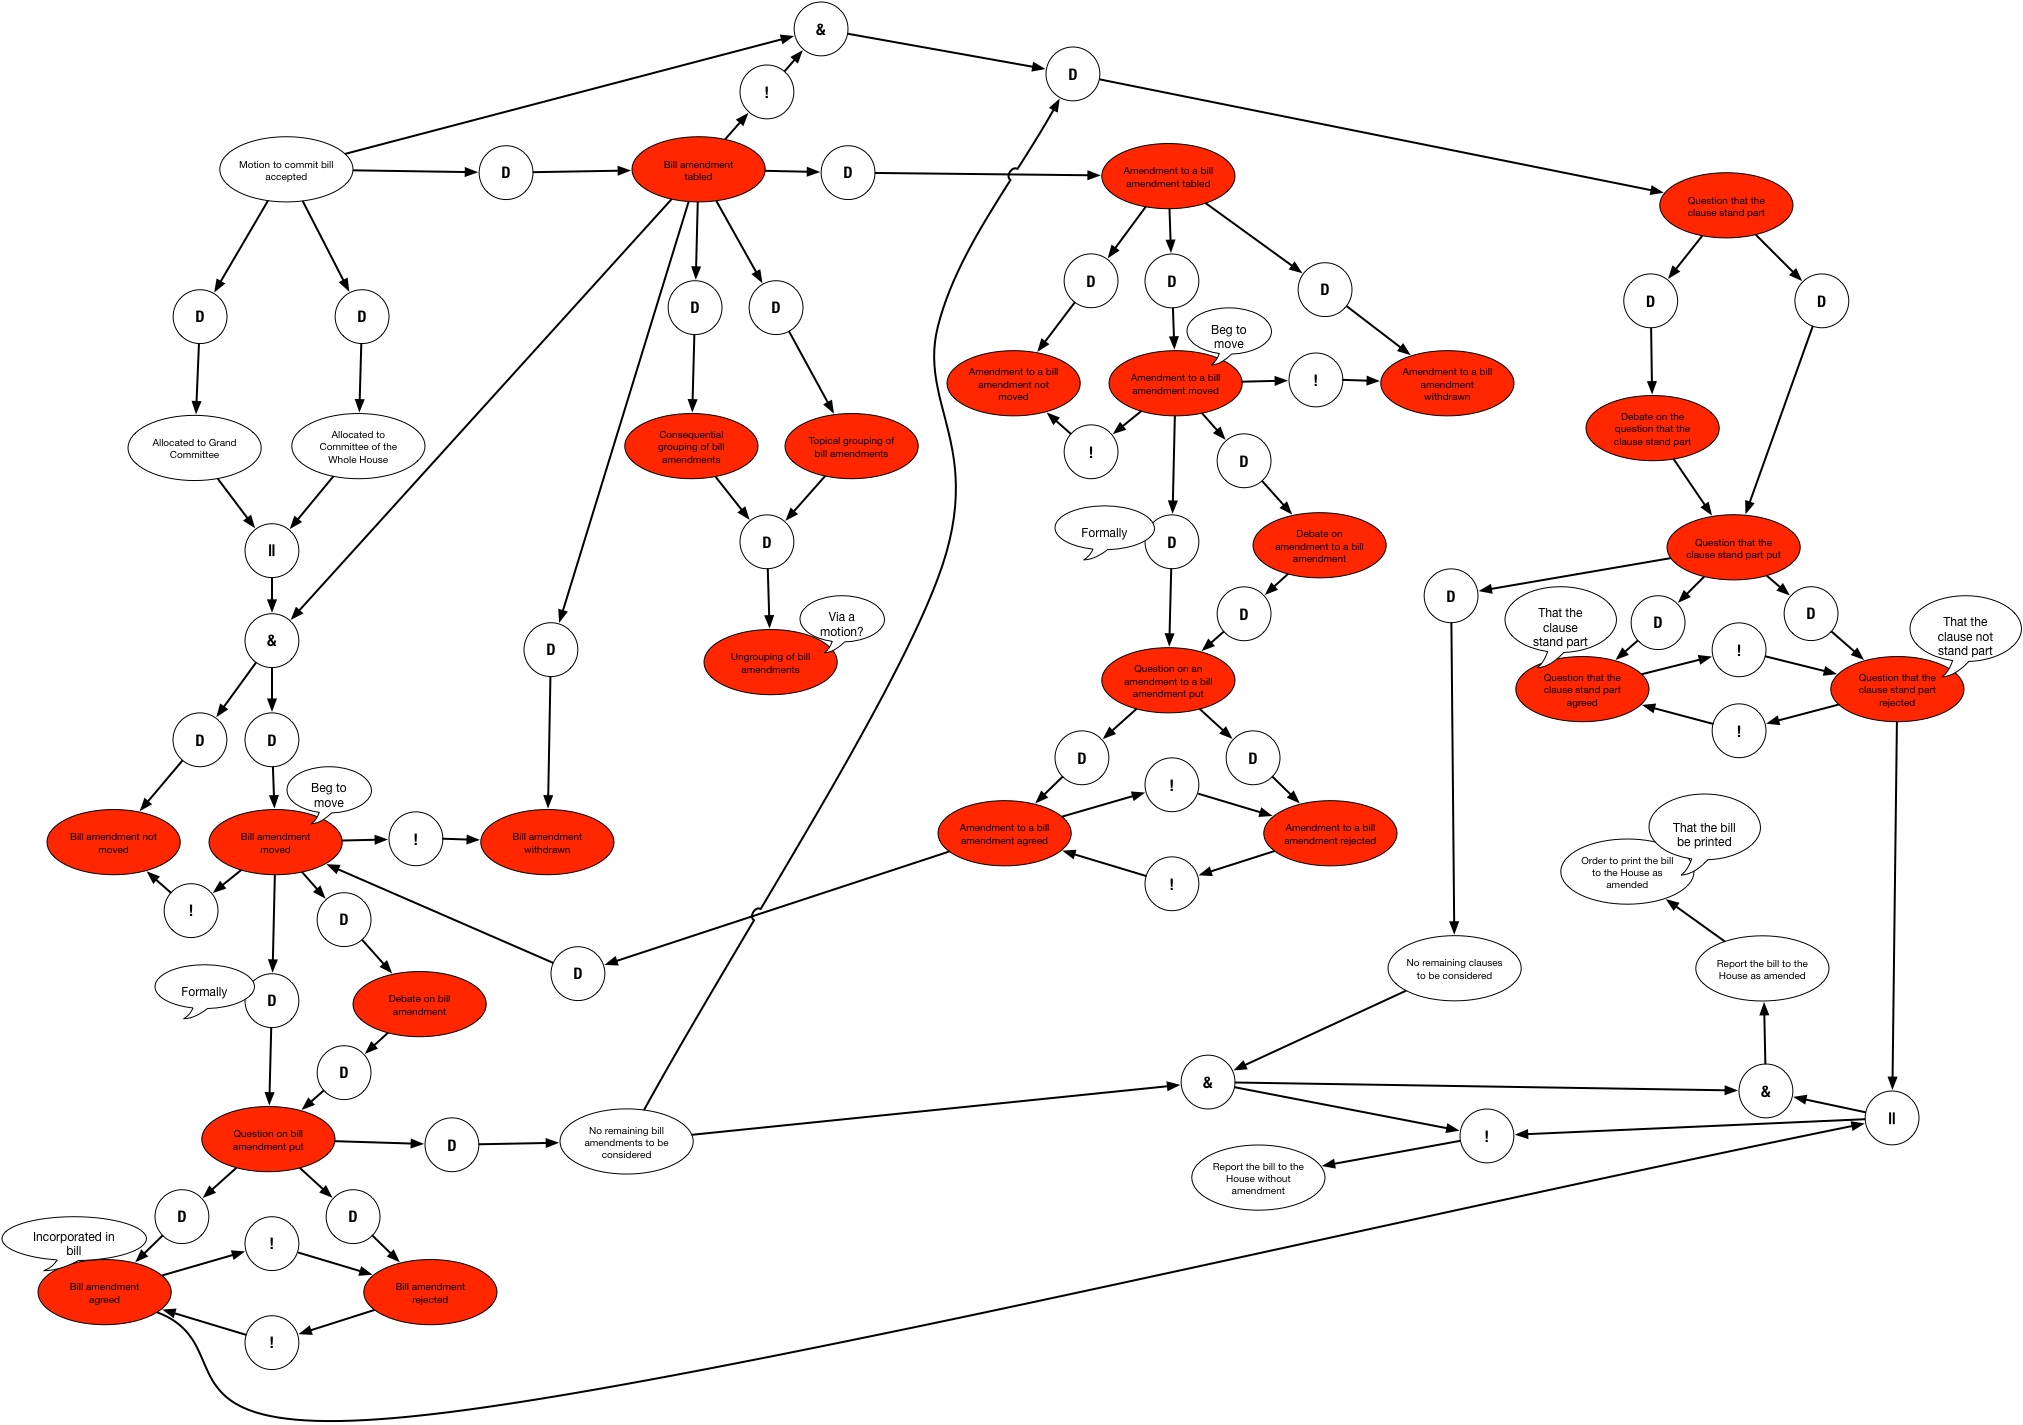 &
D
!
Motion to commit bill
accepted
D
Bill amendment
tabled
D
Amendment to a bill
amendment tabled
Question that the
clause stand part
D
D
D
D
D
D
D
D
D
Beg to
move
Allocated to Grand
Committee
Allocated to
Committee of the
Whole House
Consequential
grouping of bill
amendments
Topical grouping of
bill amendments
Amendment to a bill
amendment not
moved
Amendment to a bill
amendment moved
!
Amendment to a bill
amendment
withdrawn
Debate on the
question that the
clause stand part
!
D
||
D
Formally
D
Debate on
amendment to a bill
amendment
Question that the
clause stand part put
&
D
Via a
motion?
Ungrouping of bill
amendments
D
D
That the
clause
stand part
D
D
That the
clause not
stand part
!
Question on an
amendment to a bill
amendment put
Question that the
clause stand part
agreed
Question that the
clause stand part
rejected
!
D
D
D
D
!
Beg to
move
Bill amendment not
moved
Bill amendment
moved
!
Bill amendment
withdrawn
Amendment to a bill
amendment agreed
Amendment to a bill
amendment rejected
!
That the bill
be printed
Order to print the bill
to the House as
amended
!
D
D
Formally
D
Debate on bill
amendment
No remaining clauses
to be considered
Report the bill to the
House as amended
D
&
&
||
Question on bill
amendment put
D
No remaining bill
amendments to be
considered
!
Report the bill to the
House without
amendment
D
D
Incorporated in
bill
!
Bill amendment
agreed
Bill amendment
rejected
!